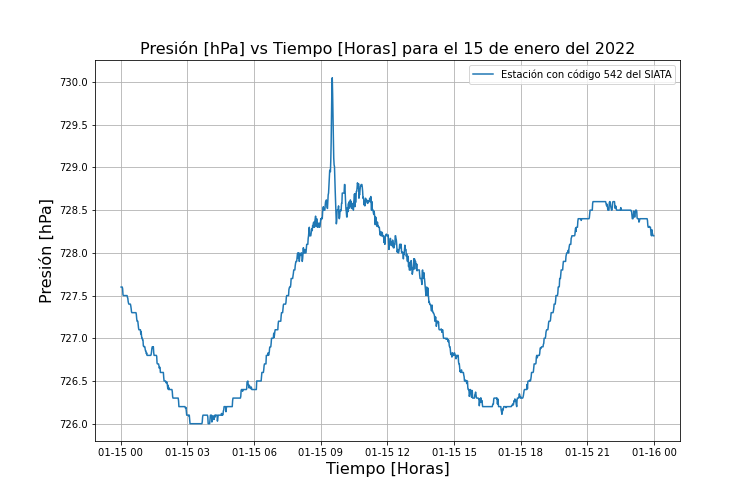 Presión [hPa] vs Tiempo [Horas] para el 15 de enero del 2022
Estación con código 542 del SIATA
Presión [hPa]
730.0
729.5
729.0
728.5
728.0
727.5
727.0
726.5
726.0
01-15 00 01-15 03 01-15 06 01-15 09 01-15 12 01-15 15 01-15 18 01-15 21 01-16 00
Tiempo [Horas]